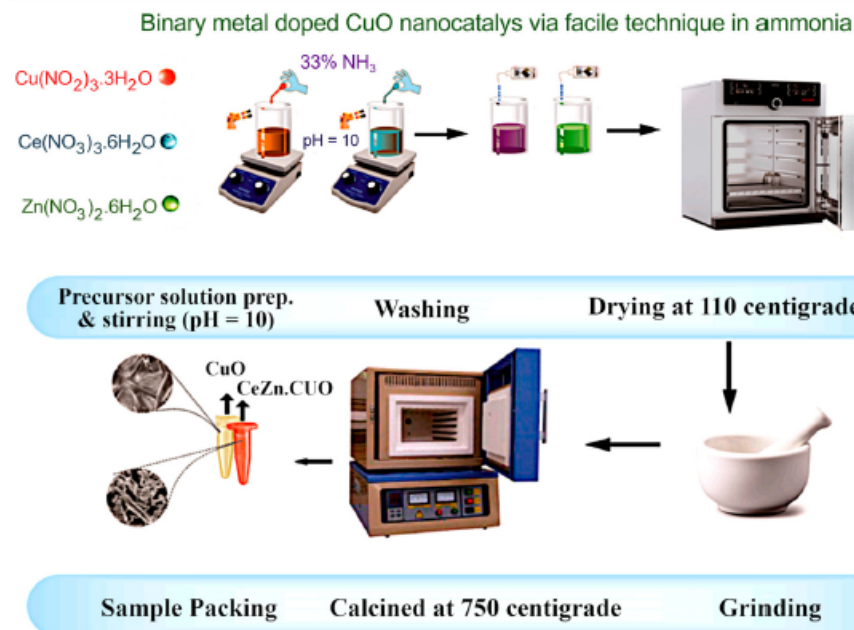 Binary metal doped CuO nanocatalys via facile technique in ammonia
33% NH₃
Cu(NO₂)₃.3H₂O
Ce(NO₃)₃.6H₂O
pH = 10
Zn(NO₃)₂.6H₂O
Precursor solution prep.
& stirring (pH = 10)
Washing
Drying at 110 centigrade
CuO
CeZn.CUO
Sample Packing
Calcined at 750 centigrade
Grinding